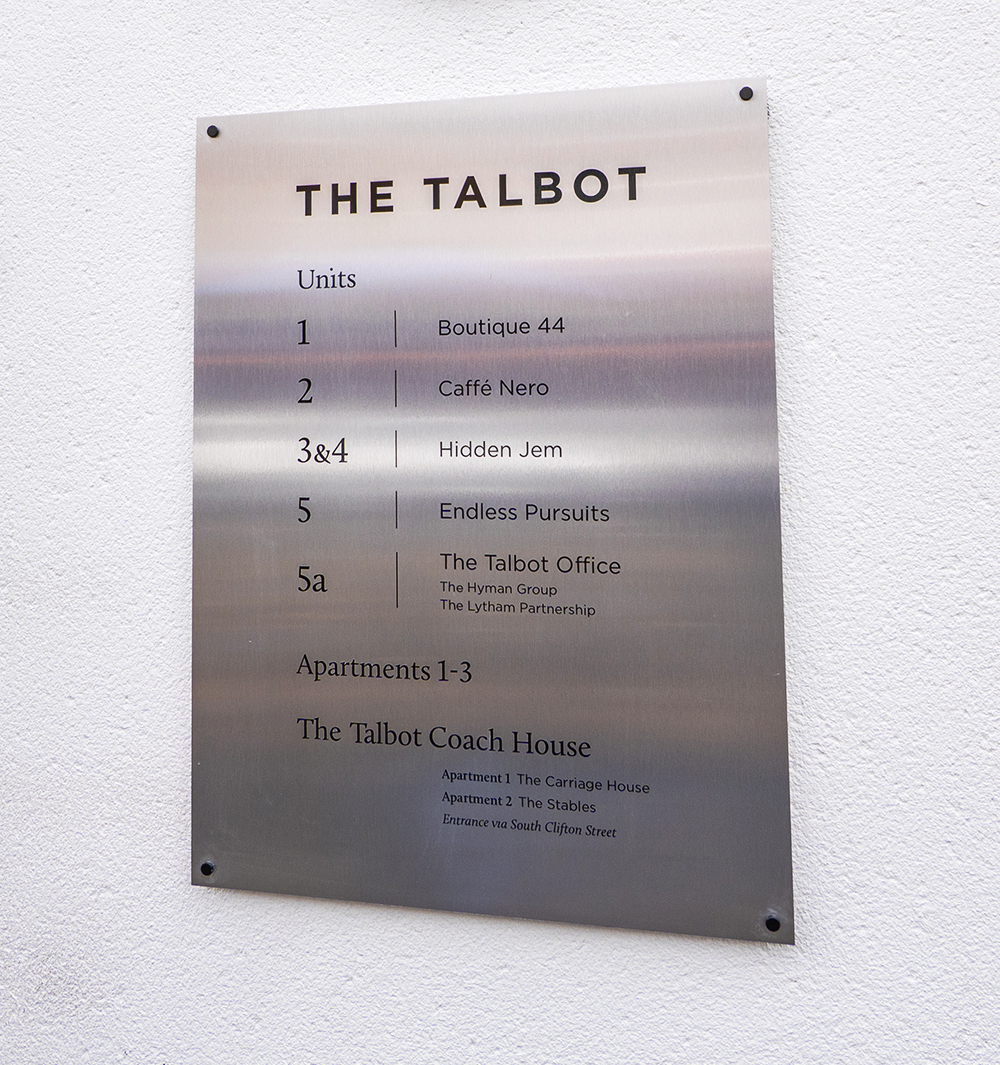 THE TALBOT
Units
1 Boutique 44
2 Caffé Nero
3&4 Hidden Jem
5 Endless Pursuits
5a The Talbot Office
The Hyman Group
The Lytham Partnership
Apartments 1-3
The Talbot Coach House
Apartment 1 The Carriage House
Apartment 2 The Stables
Entrance via South Clifton Street